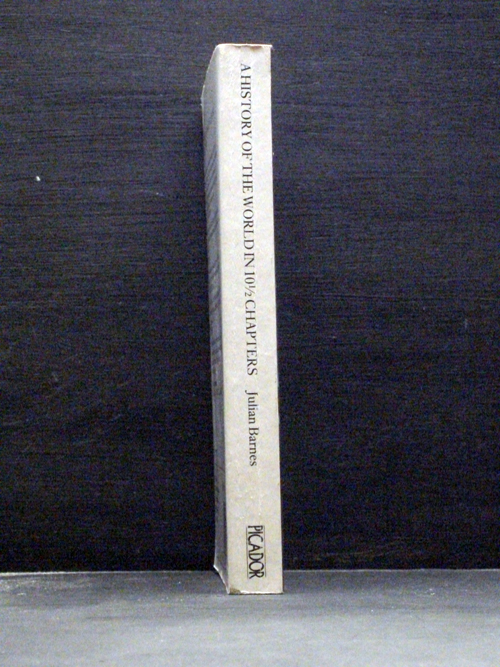 A HISTORY OF THE WORLD IN 10½ CHAPTERS Julian Barnes PICADOR